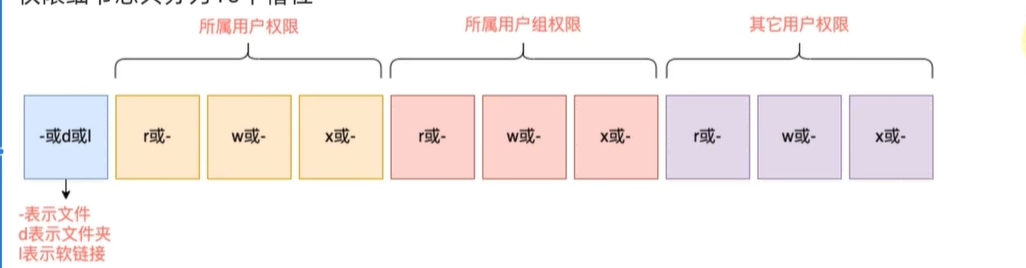 所属用户权限
所属用户组权限
其它用户权限
-或d或l
r或-
w或-
x或-
r或-
w或-
x或-
r或-
w或-
x或-
-表示文件
d表示文件夹
l表示软链接